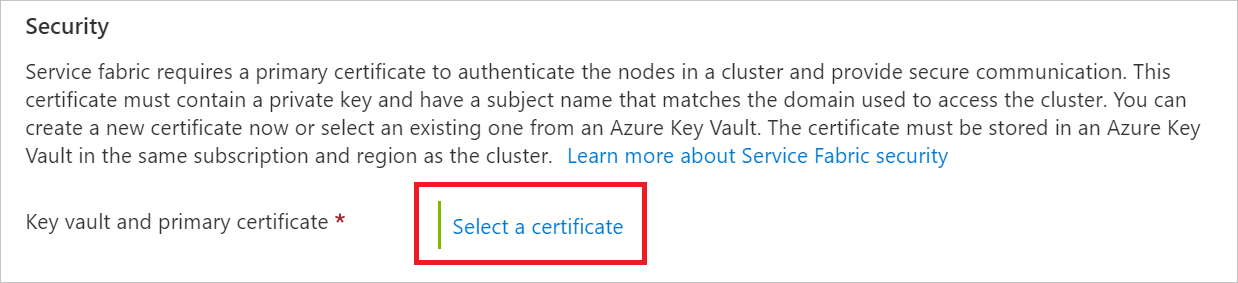 Security
Service fabric requires a primary certificate to authenticate the nodes in a cluster and provide secure communication. This
certificate must contain a private key and have a subject name that matches the domain used to access the cluster. You can
create a new certificate now or select an existing one from an Azure Key Vault. The certificate must be stored in an Azure Key
Vault in the same subscription and region as the cluster. Learn more about Service Fabric security
Key vault and primary certificate * Select a certificate